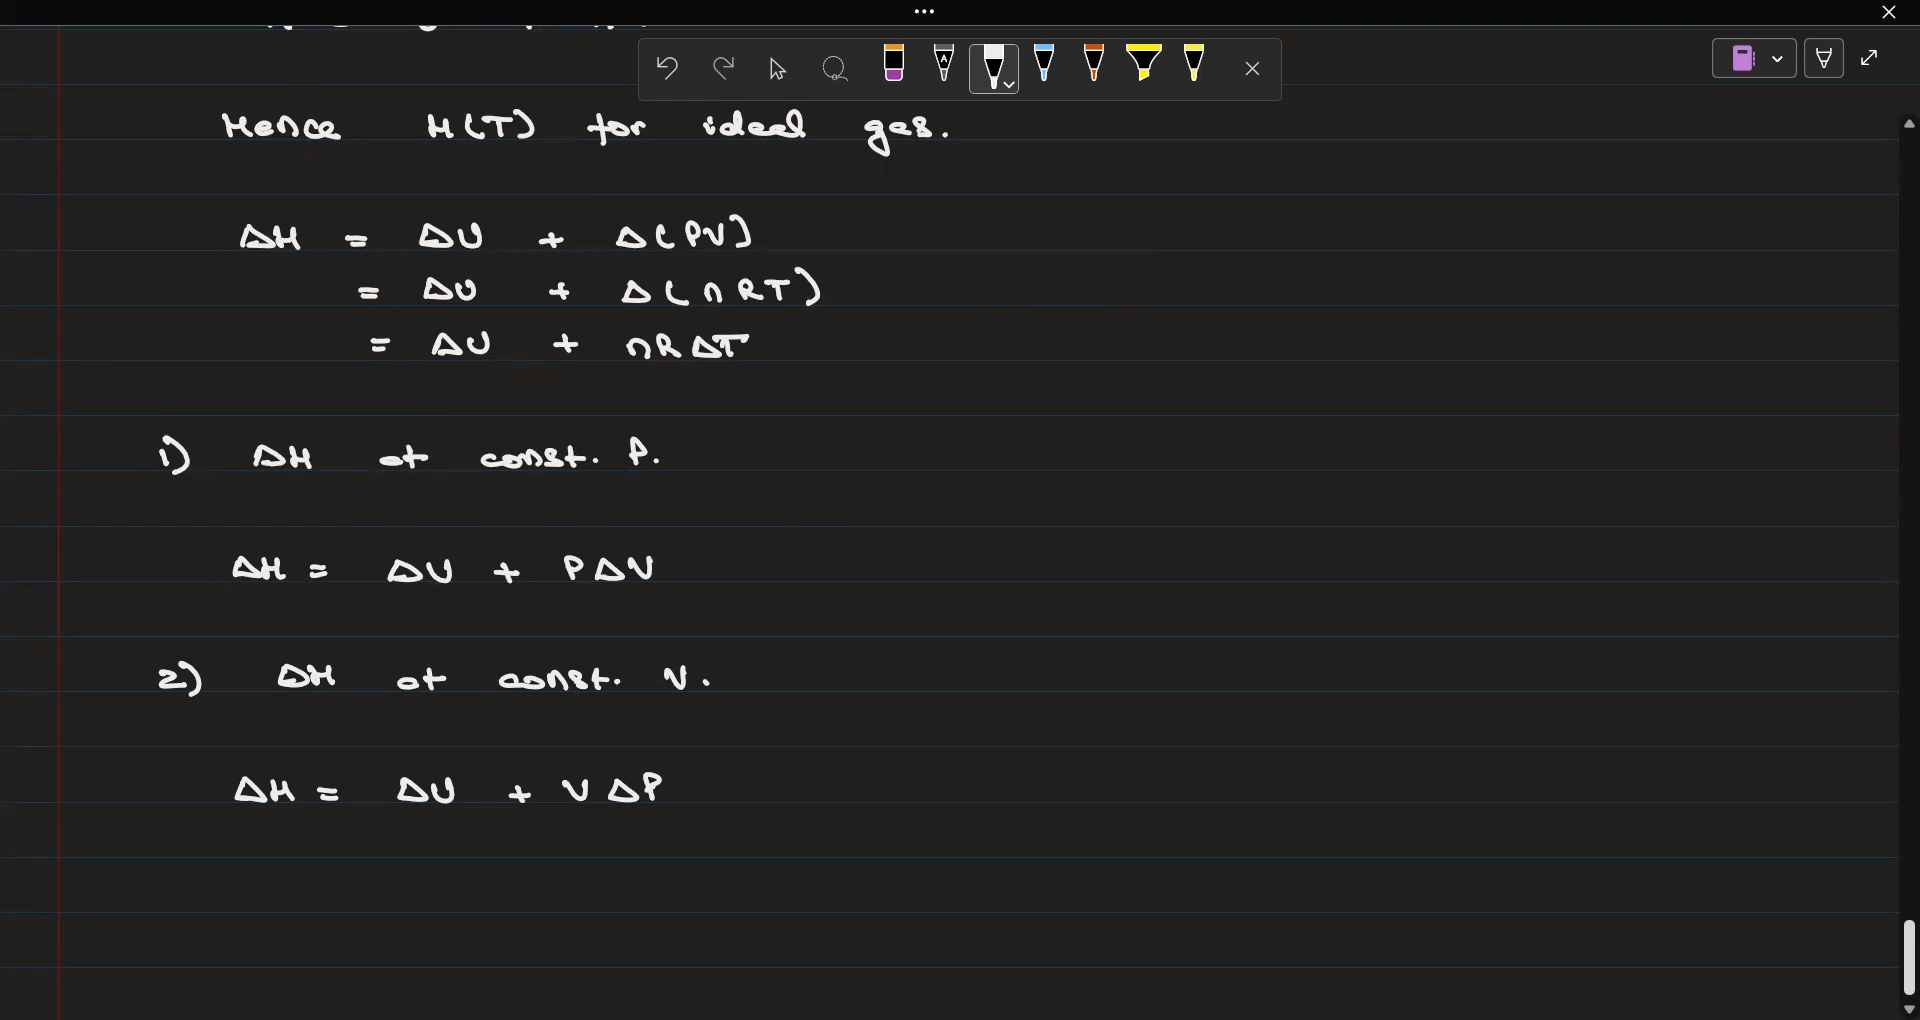 Hence H(T) for ideal gas.
ΔH = ΔU + Δ(PV)
= ΔU + Δ(nRT)
= ΔU + nRΔT
1) ΔH at const. P.
ΔH = ΔU + PΔV
2) ΔH at const. V.
ΔH = ΔU + VΔP